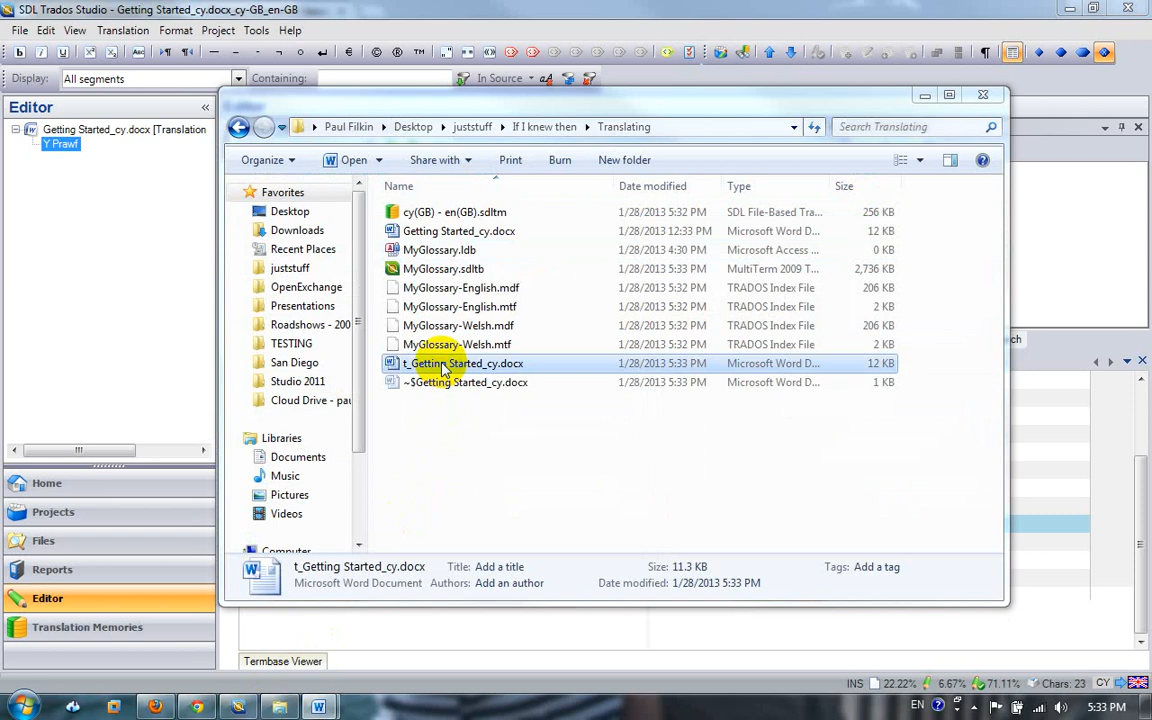 SDL Trados Studio - Getting Started_cy.docx_cy-GB_en-GB
File Edit View Translation Format Project Tools Help
Display: All segments Containing: In Source
Editor
Getting Started_cy.docx [Translation
Y Prawf
Paul Filkin Desktop juststuff If I knew then Translating Search Translating
Organize Open Share with Print Burn New folder
Name Date modified Type Size
Favorites
Desktop
Downloads
Recent Places
juststuff
OpenExchange
Presentations
Roadshows - 200
TESTING
San Diego
Studio 2011
Cloud Drive - pau
Libraries
Documents
Music
Pictures
Videos
Computer
cy(GB) - en(GB).sdltm 1/28/2013 5:32 PM SDL File-Based Tra... 256 KB
Getting Started_cy.docx 1/28/2013 12:33 PM Microsoft Word D... 12 KB
MyGlossary.ldb 1/28/2013 4:30 PM Microsoft Access ... 0 KB
MyGlossary.sdltb 1/28/2013 5:33 PM MultiTerm 2009 T... 2,736 KB
MyGlossary-English.mdf 1/28/2013 5:32 PM TRADOS Index File 206 KB
MyGlossary-English.mtf 1/28/2013 5:32 PM TRADOS Index File 2 KB
MyGlossary-Welsh.mdf 1/28/2013 5:32 PM TRADOS Index File 206 KB
MyGlossary-Welsh.mtf 1/28/2013 5:32 PM TRADOS Index File 2 KB
t_Getting Started_cy.docx 1/28/2013 5:33 PM Microsoft Word D... 12 KB
~$Getting Started_cy.docx 1/28/2013 5:33 PM Microsoft Word D... 1 KB
t_Getting Started_cy.docx Title: Add a title Size: 11.3 KB Tags: Add a tag
Microsoft Word Document Authors: Add an author Date modified: 1/28/2013 5:33 PM
Home
Projects
Files
Reports
Editor
Translation Memories
Termbase Viewer
INS 22.22% 6.67% 71.11% Chars: 23 CY
EN 5:33 PM